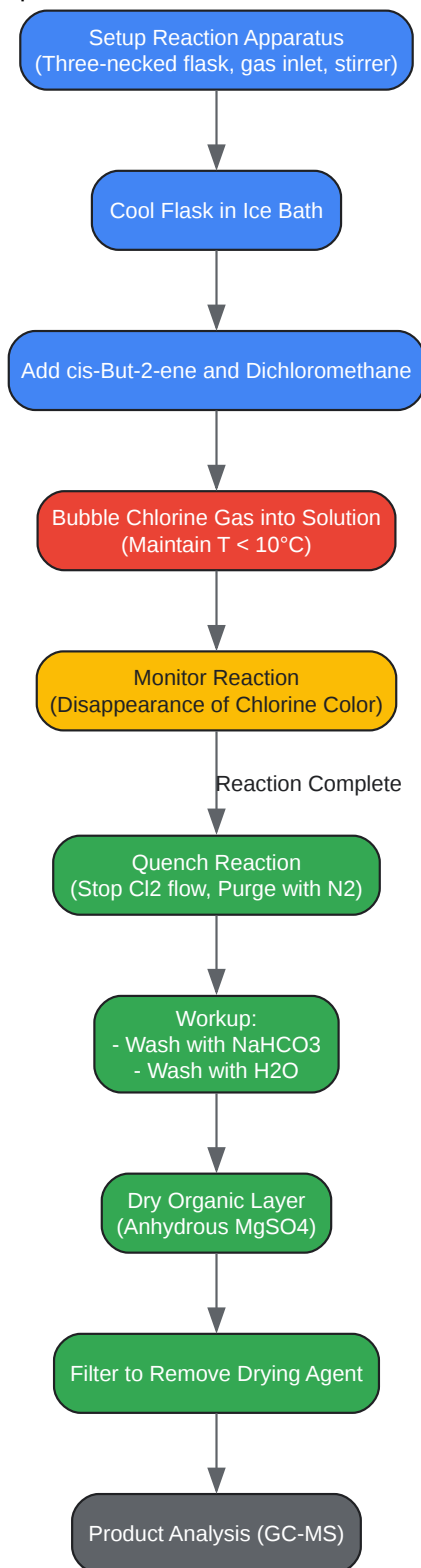 Setup Reaction Apparatus
(Three-necked flask, gas inlet, stirrer)
Cool Flask in Ice Bath
Add cis-But-2-ene and Dichloromethane
Bubble Chlorine Gas into Solution
(Maintain T < 10°C)
Monitor Reaction
(Disappearance of Chlorine Color)
Reaction Complete
Quench Reaction
(Stop Cl2 flow, Purge with N2)
Workup:
- Wash with NaHCO3
- Wash with H2O
Dry Organic Layer
(Anhydrous MgSO4)
Filter to Remove Drying Agent
Product Analysis (GC-MS)